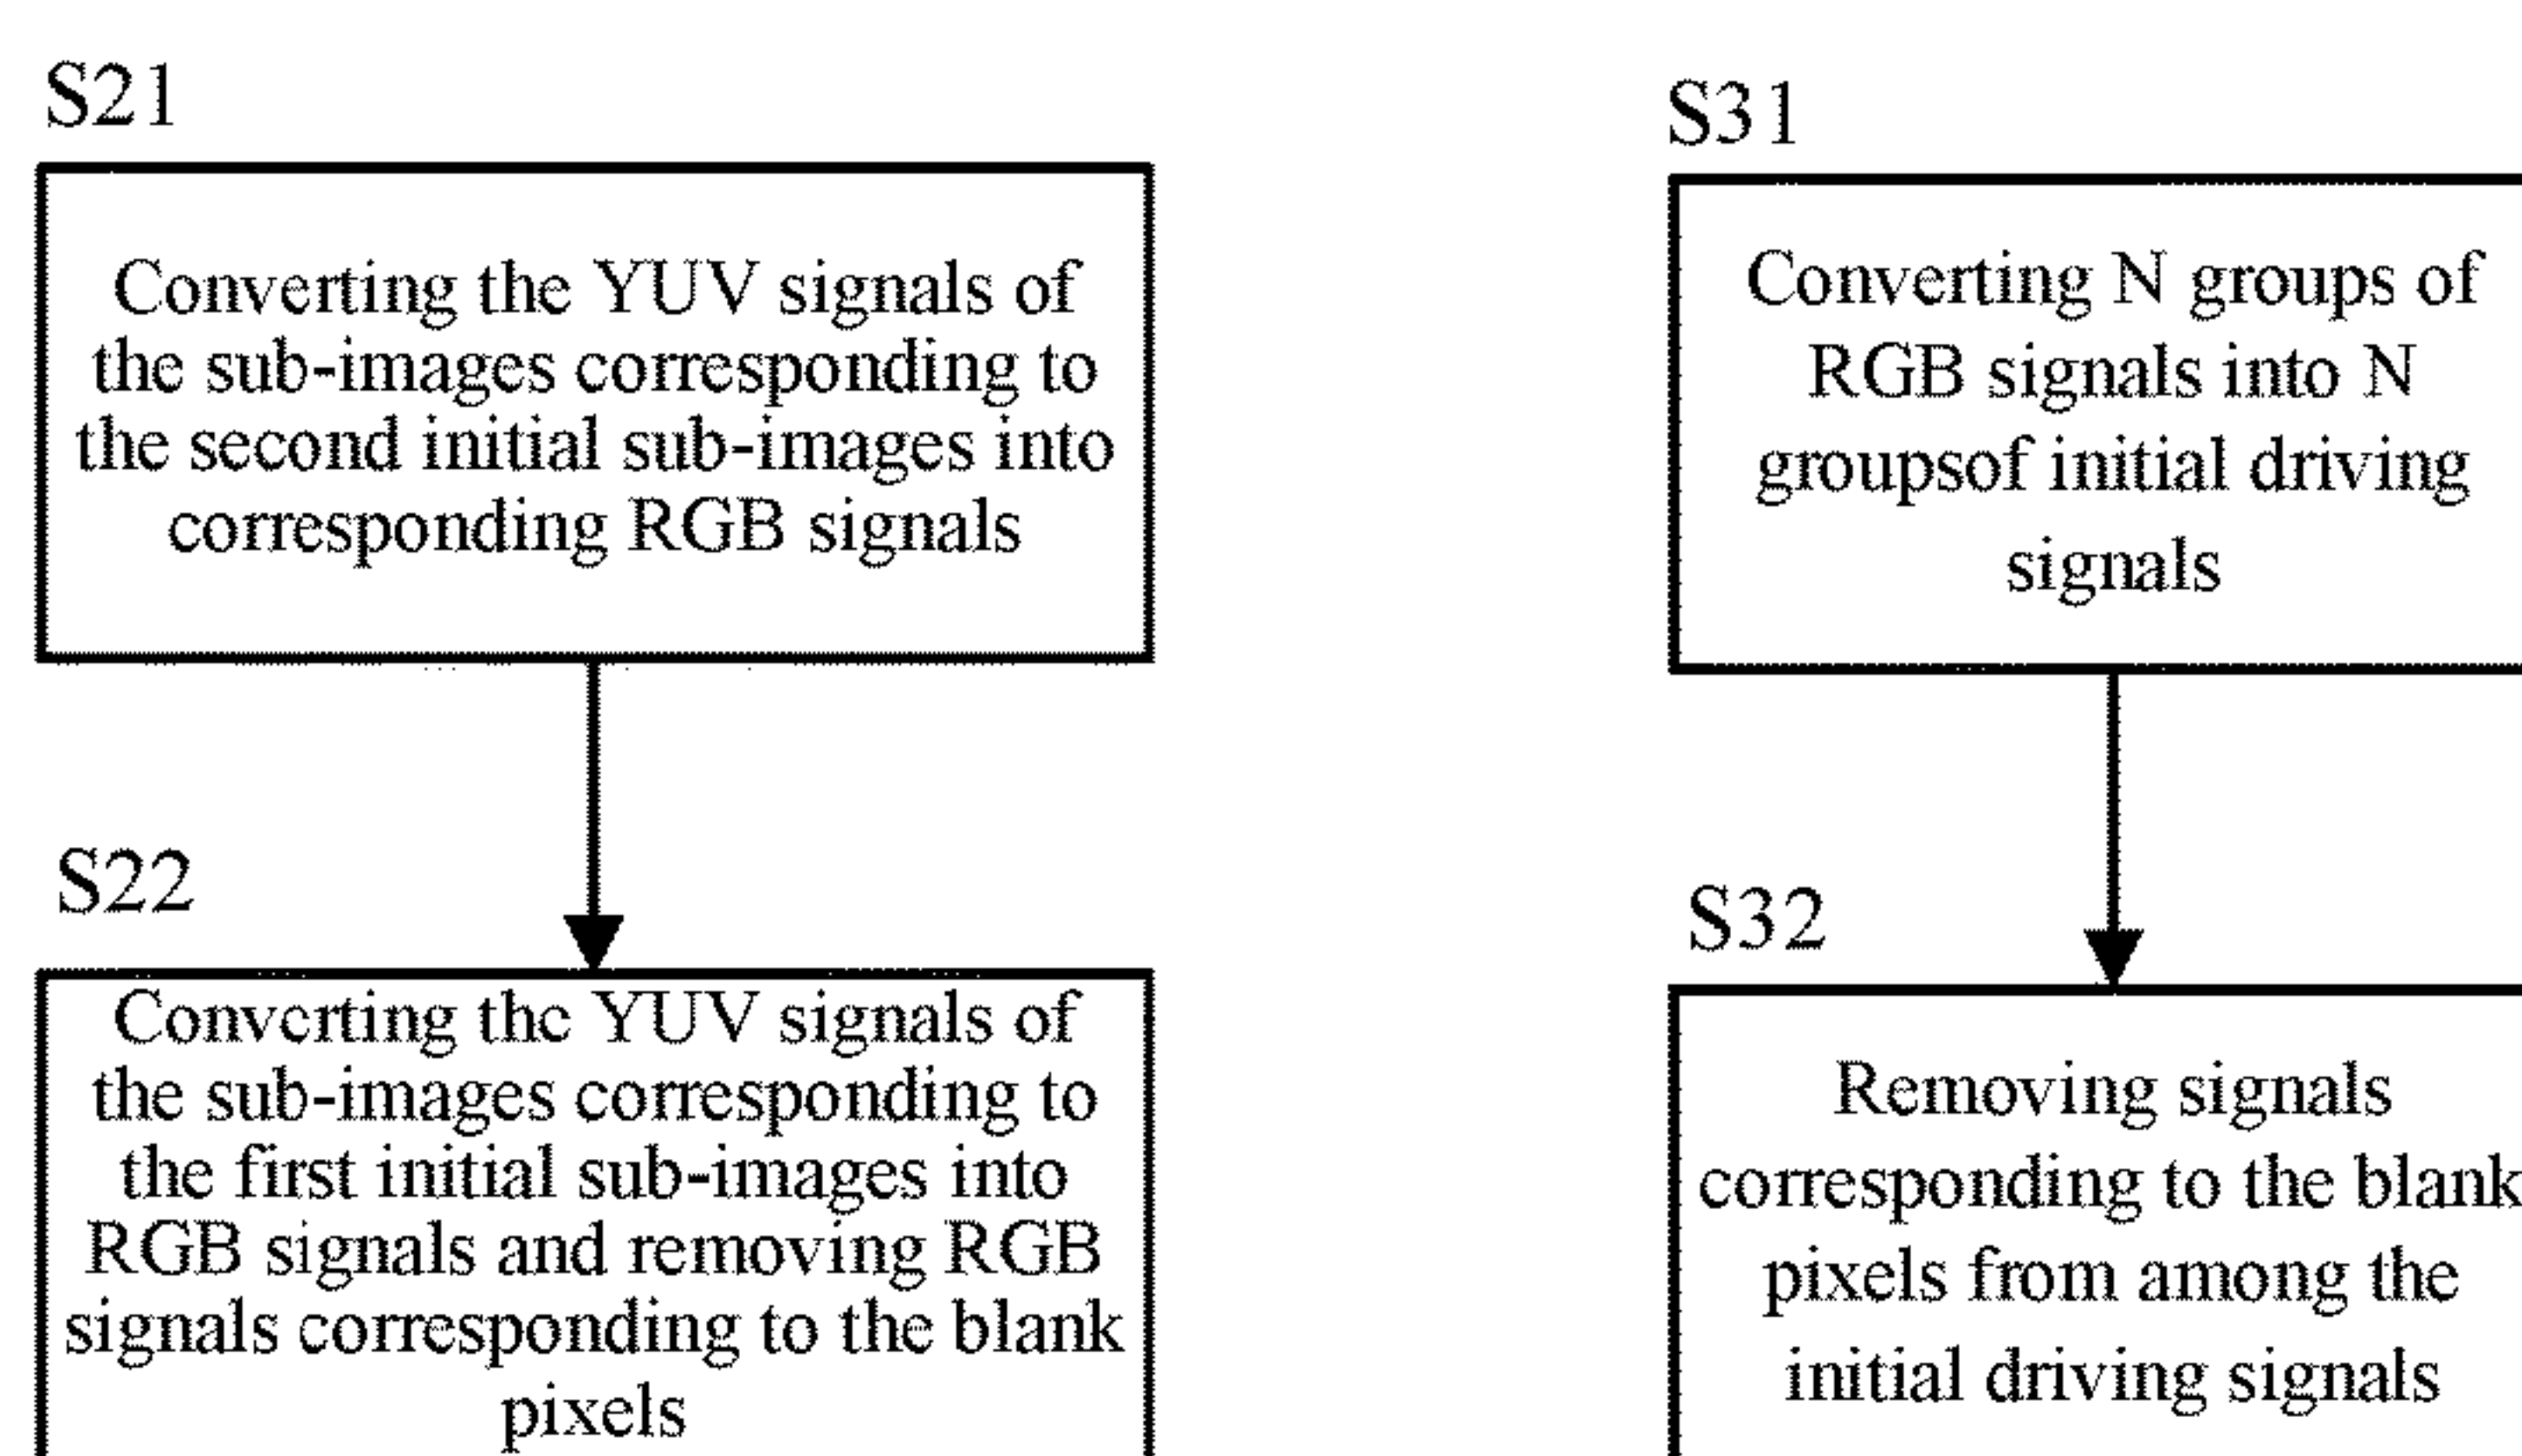 S21
Converting the YUV signals of
the sub-images corresponding to
the second initial sub-images into
corresponding RGB signals
S22
Converting the YUV signals of
the sub-images corresponding to
the first initial sub-images into
RGB signals and removing RGB
signals corresponding to the blank
pixels
S31
Converting N groups of
RGB signals into N
groupsof initial driving
signals
S32
Removing signals
corresponding to the blank
pixels from among the
initial driving signals